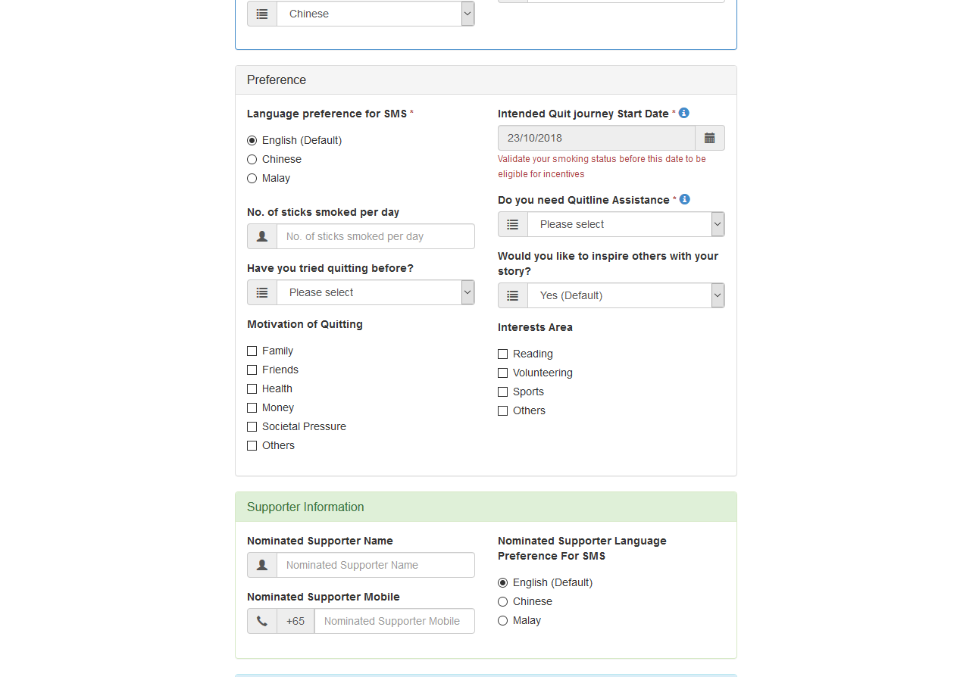 Chinese
Preference
Language preference for SMS *
English (Default)
Chinese
Malay
No. of sticks smoked per day
No. of sticks smoked per day
Have you tried quitting before?
Please select
Motivation of Quitting
Family
Friends
Health
Money
Societal Pressure
Others
Intended Quit journey Start Date *
23/10/2018
Validate your smoking status before this date to be
eligible for incentives
Do you need Quitline Assistance *
Please select
Would you like to inspire others with your
story?
Yes (Default)
Interests Area
Reading
Volunteering
Sports
Others
Supporter Information
Nominated Supporter Name
Nominated Supporter Name
Nominated Supporter Mobile
+65 Nominated Supporter Mobile
Nominated Supporter Language
Preference For SMS
English (Default)
Chinese
Malay